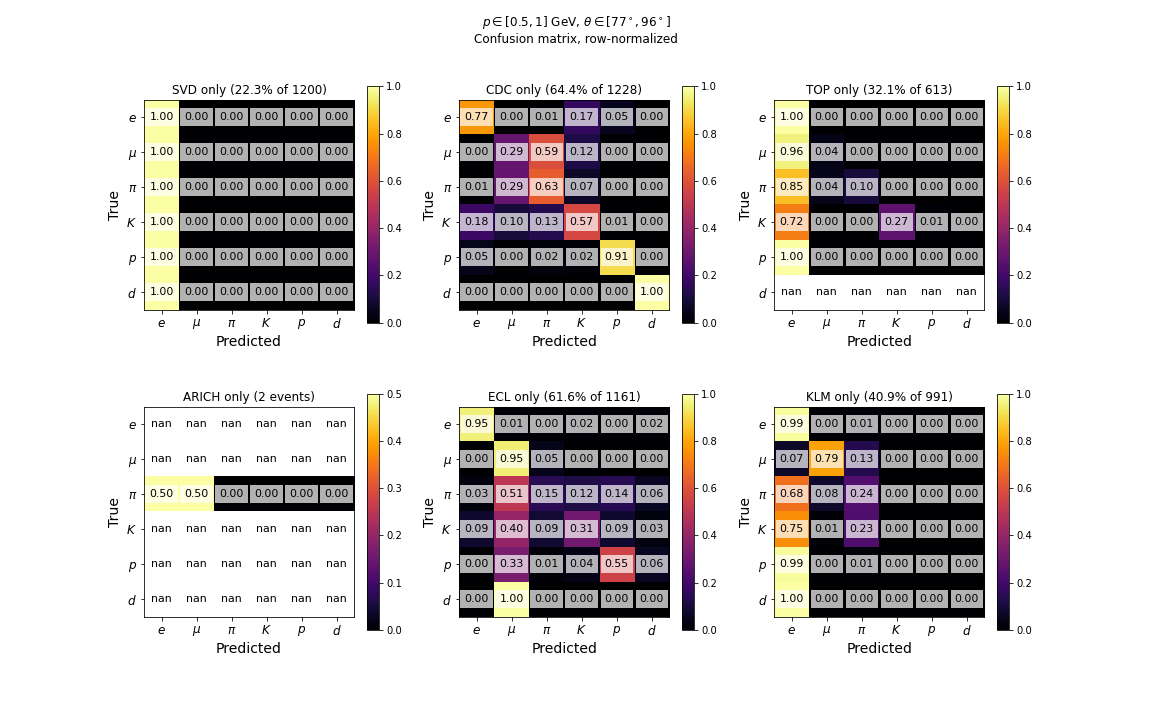 p ∈ [0.5, 1] GeV, θ ∈ [77°, 96°]
Confusion matrix, row-normalized
SVD only (22.3% of 1200)
e 1.00 0.00 0.00 0.00 0.00 0.00
μ 1.00 0.00 0.00 0.00 0.00 0.00
π 1.00 0.00 0.00 0.00 0.00 0.00
K 1.00 0.00 0.00 0.00 0.00 0.00
p 1.00 0.00 0.00 0.00 0.00 0.00
d 1.00 0.00 0.00 0.00 0.00 0.00
e μ π K p d
True
Predicted
1.0
0.8
0.6
0.4
0.2
0.0
CDC only (64.4% of 1228)
e 0.77 0.00 0.01 0.17 0.05 0.00
μ 0.00 0.29 0.59 0.12 0.00 0.00
π 0.01 0.29 0.63 0.07 0.00 0.00
K 0.18 0.10 0.13 0.57 0.01 0.00
p 0.05 0.00 0.02 0.02 0.91 0.00
d 0.00 0.00 0.00 0.00 0.00 1.00
e μ π K p d
True
Predicted
1.0
0.8
0.6
0.4
0.2
0.0
TOP only (32.1% of 613)
e 1.00 0.00 0.00 0.00 0.00 0.00
μ 0.96 0.04 0.00 0.00 0.00 0.00
π 0.85 0.04 0.10 0.00 0.00 0.00
K 0.72 0.00 0.00 0.27 0.01 0.00
p 1.00 0.00 0.00 0.00 0.00 0.00
d nan nan nan nan nan nan
e μ π K p d
True
Predicted
1.0
0.8
0.6
0.4
0.2
0.0
ARICH only (2 events)
e nan nan nan nan nan nan
μ nan nan nan nan nan nan
π 0.50 0.50 0.00 0.00 0.00 0.00
K nan nan nan nan nan nan
p nan nan nan nan nan nan
d nan nan nan nan nan nan
e μ π K p d
True
Predicted
0.5
0.4
0.3
0.2
0.1
0.0
ECL only (61.6% of 1161)
e 0.95 0.01 0.00 0.02 0.00 0.02
μ 0.00 0.95 0.05 0.00 0.00 0.00
π 0.03 0.51 0.15 0.12 0.14 0.06
K 0.09 0.40 0.09 0.31 0.09 0.03
p 0.00 0.33 0.01 0.04 0.55 0.06
d 0.00 1.00 0.00 0.00 0.00 0.00
e μ π K p d
True
Predicted
1.0
0.8
0.6
0.4
0.2
0.0
KLM only (40.9% of 991)
e 0.99 0.00 0.01 0.00 0.00 0.00
μ 0.07 0.79 0.13 0.00 0.00 0.00
π 0.68 0.08 0.24 0.00 0.00 0.00
K 0.75 0.01 0.23 0.00 0.00 0.00
p 0.99 0.00 0.01 0.00 0.00 0.00
d 1.00 0.00 0.00 0.00 0.00 0.00
e μ π K p d
True
Predicted
1.0
0.8
0.6
0.4
0.2
0.0